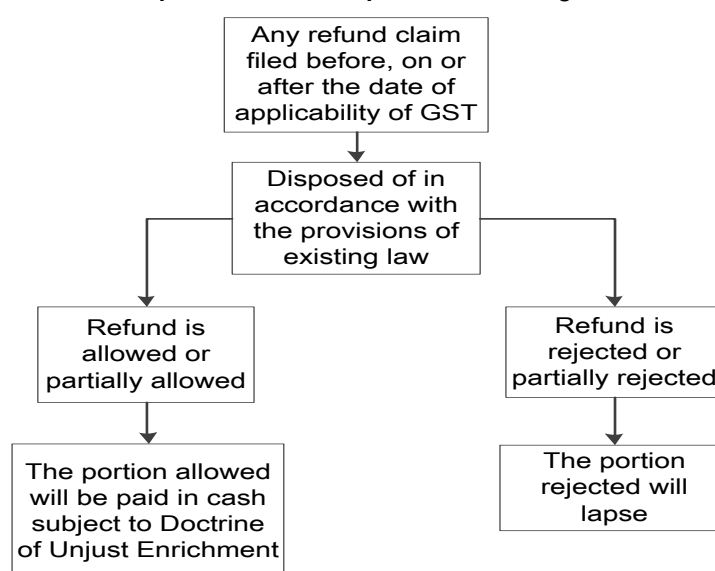 Any refund claim
filed before, on or
after the date of
applicability of GST
Disposed of in
accordance with
the provisions of
existing law
Refund is
allowed or
partially allowed
Refund is
rejected or
partially rejected
The portion allowed
will be paid in cash
subject to Doctrine
of Unjust Enrichment
The portion
rejected will
lapse